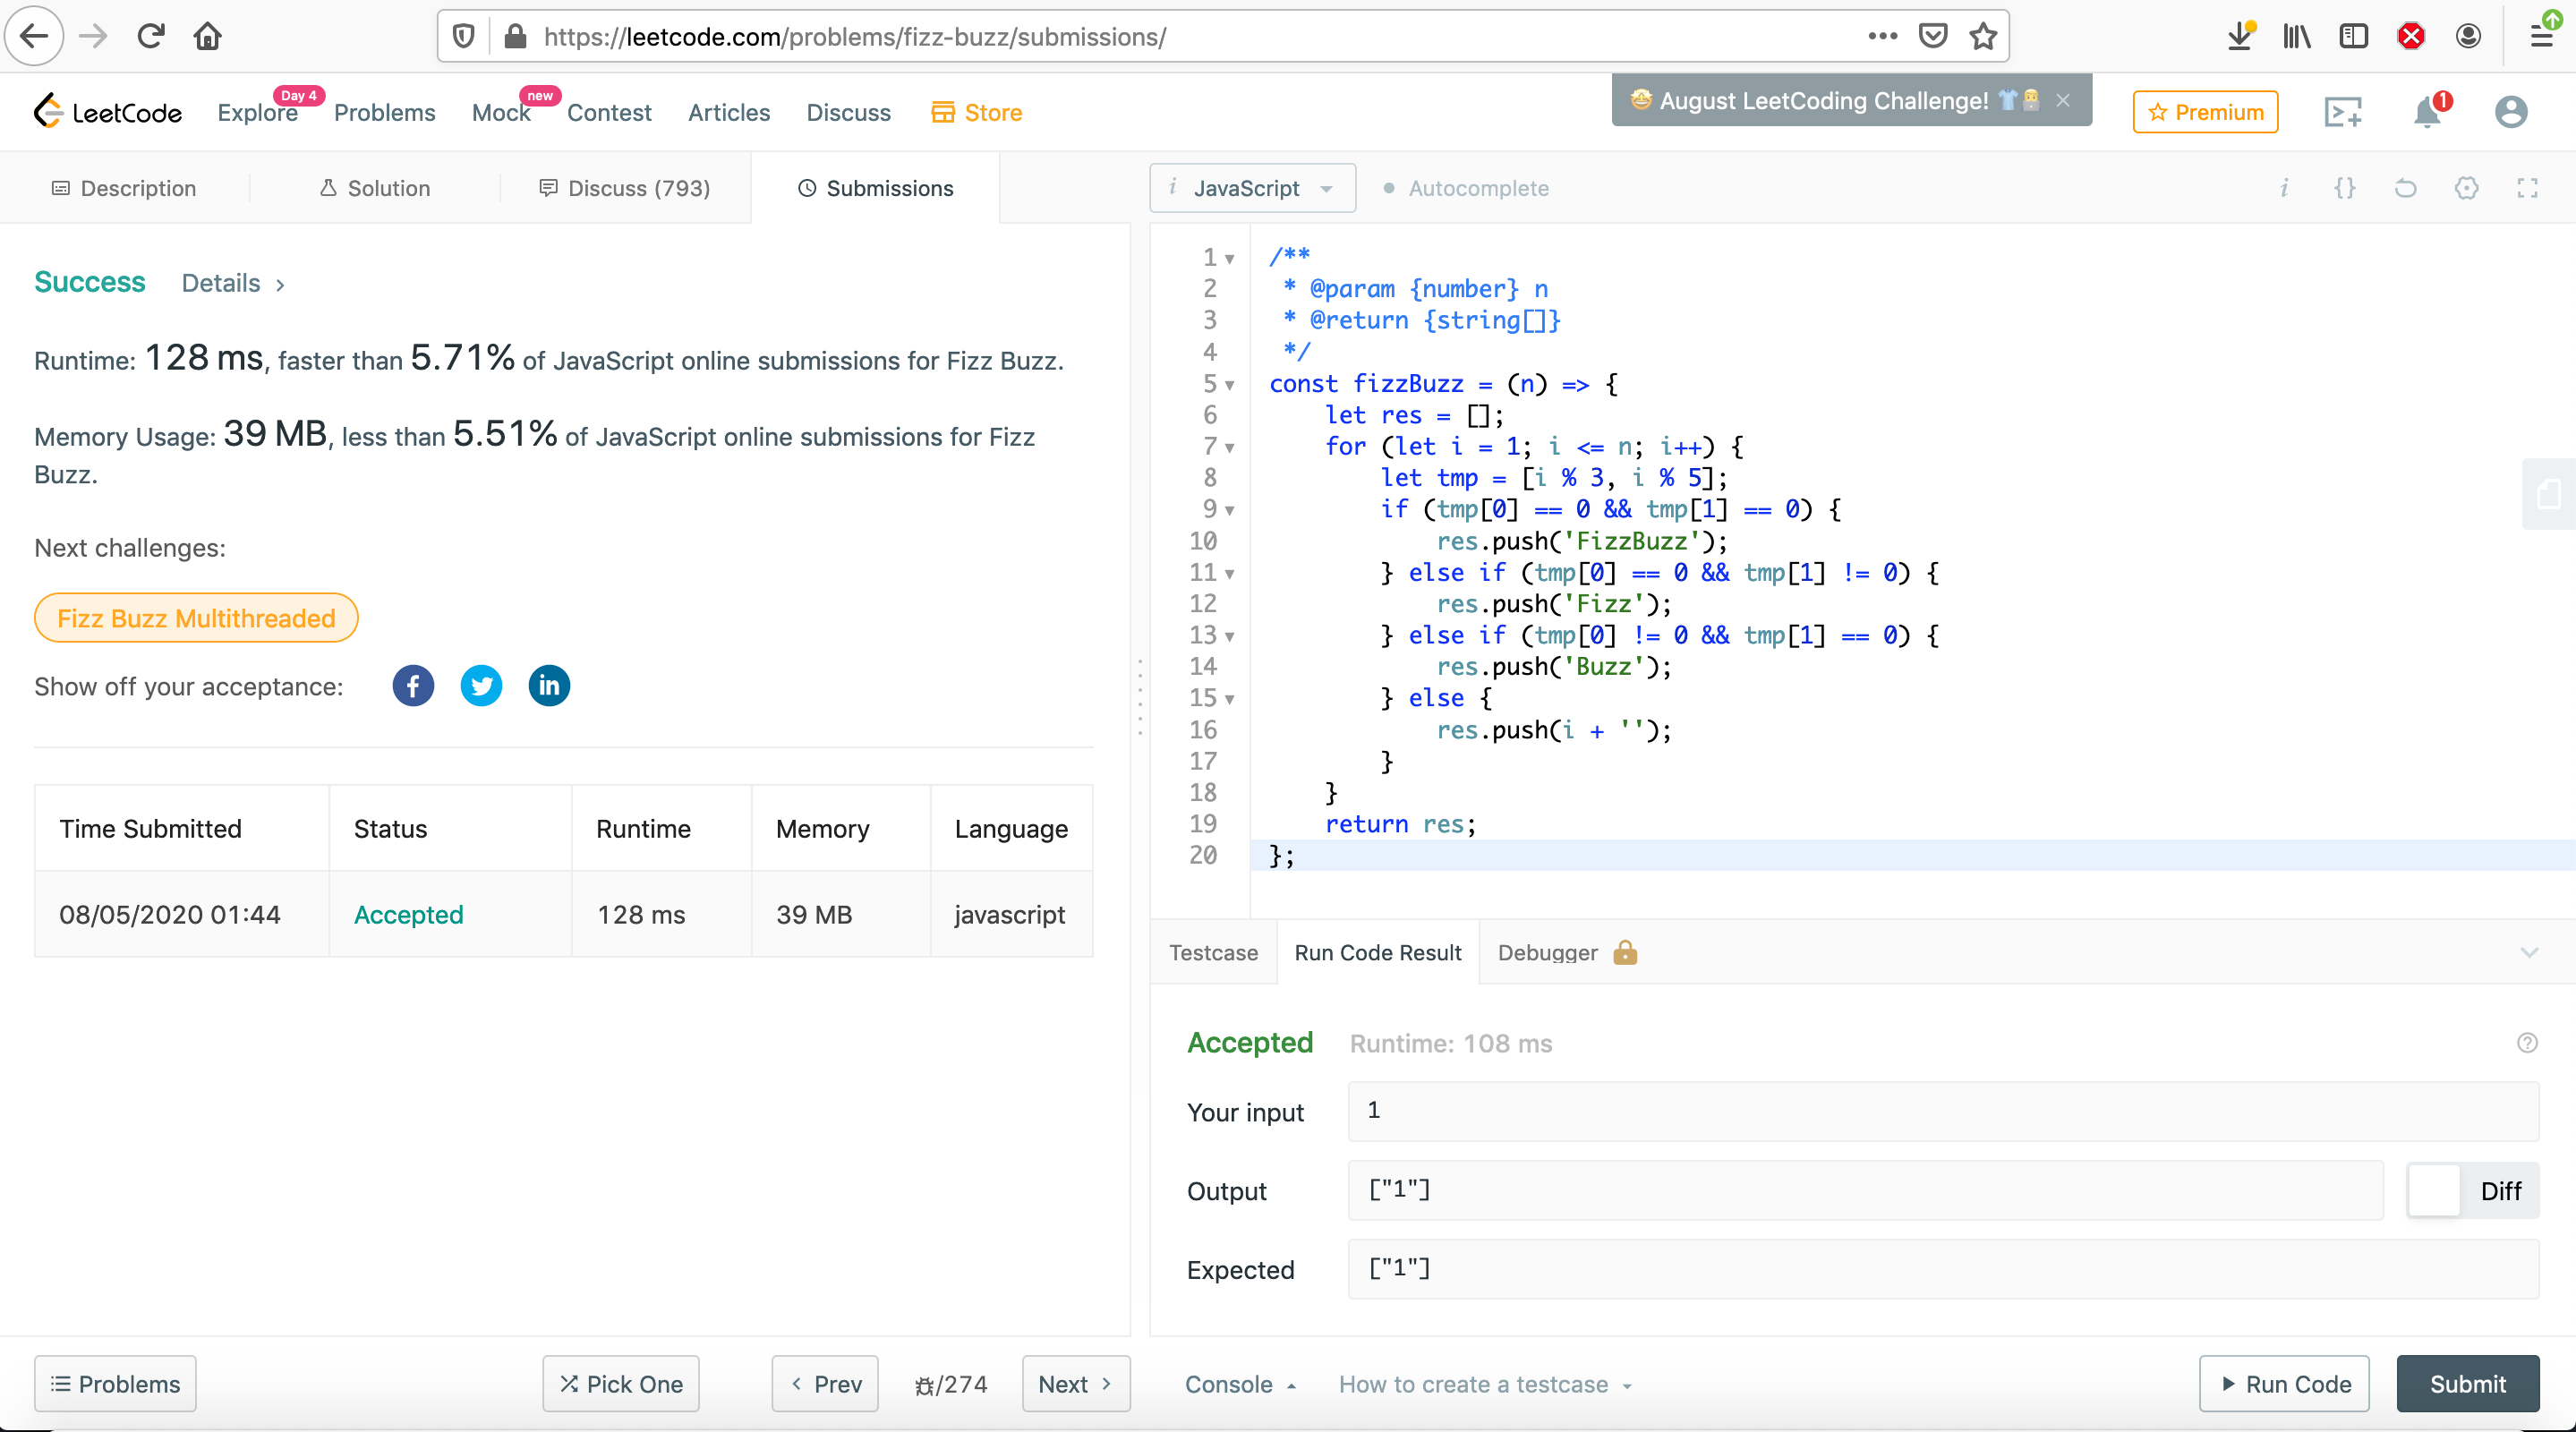 https://leetcode.com/problems/fizz-buzz/submissions/
LeetCode
Explore
Day 4
Problems
Mock
new
Contest
Articles
Discuss
Store
August LeetCoding Challenge!
Premium
1
Description
Solution
Discuss (793)
Submissions
i JavaScript
Autocomplete
i {}
Success Details >
Runtime: 128 ms, faster than 5.71% of JavaScript online submissions for Fizz Buzz.
Memory Usage: 39 MB, less than 5.51% of JavaScript online submissions for Fizz
Buzz.
Next challenges:
Fizz Buzz Multithreaded
Show off your acceptance:
f
in
Time Submitted Status Runtime Memory Language
08/05/2020 01:44 Accepted 128 ms 39 MB javascript
1 /**
2  * @param {number} n
3  * @return {string[]}
4  */
5 const fizzBuzz = (n) => {
6     let res = [];
7     for (let i = 1; i <= n; i++) {
8         let tmp = [i % 3, i % 5];
9         if (tmp[0] == 0 && tmp[1] == 0) {
10             res.push('FizzBuzz');
11         } else if (tmp[0] == 0 && tmp[1] != 0) {
12             res.push('Fizz');
13         } else if (tmp[0] != 0 && tmp[1] == 0) {
14             res.push('Buzz');
15         } else {
16             res.push(i + '');
17         }
18     }
19     return res;
20 };
Testcase
Run Code Result
Debugger
Accepted Runtime: 108 ms
Your input 1
Output ["1"]
Diff
Expected ["1"]
Problems
Pick One
< Prev
/274
Next >
Console
How to create a testcase
Run Code
Submit